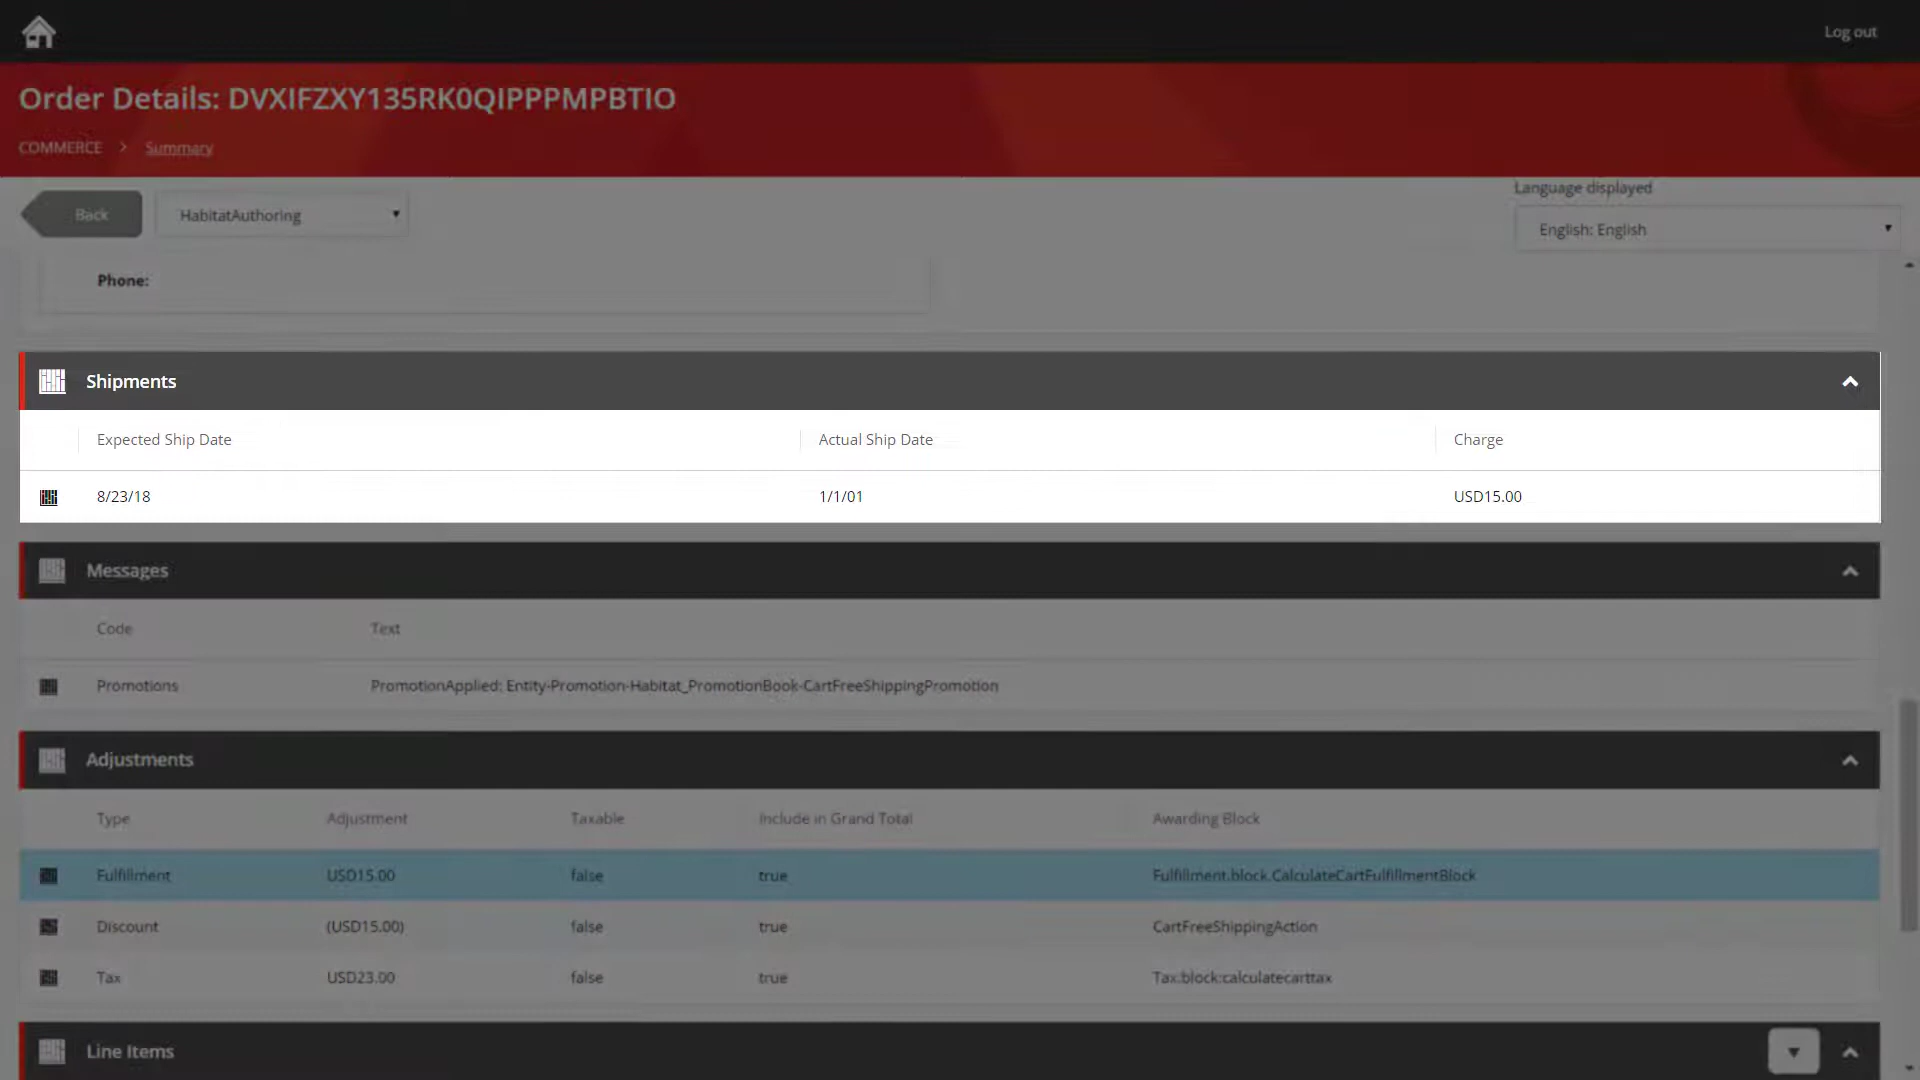 Log out
Order Details: DVXIFZXY135RK0QIPPPMPBTIO
COMMERCE > Summary
Back
HabitatAuthoring
Language displayed
English: English
Phone:
Shipments
Expected Ship Date Actual Ship Date Charge
8/23/18 1/1/01 USD15.00
Messages
Code Text
Promotions PromotionApplied: Entity-Promotion-Habitat_PromotionBook-CartFreeShippingPromotion
Adjustments
Type Adjustment Taxable Include in Grand Total Awarding Block
Fulfillment USD15.00 false true Fulfillment:block:CalculateCartFulfillmentBlock
Discount (USD15.00) false true CartFreeShippingAction
Tax USD23.00 false true Tax:block:calculatecarttax
Line Items